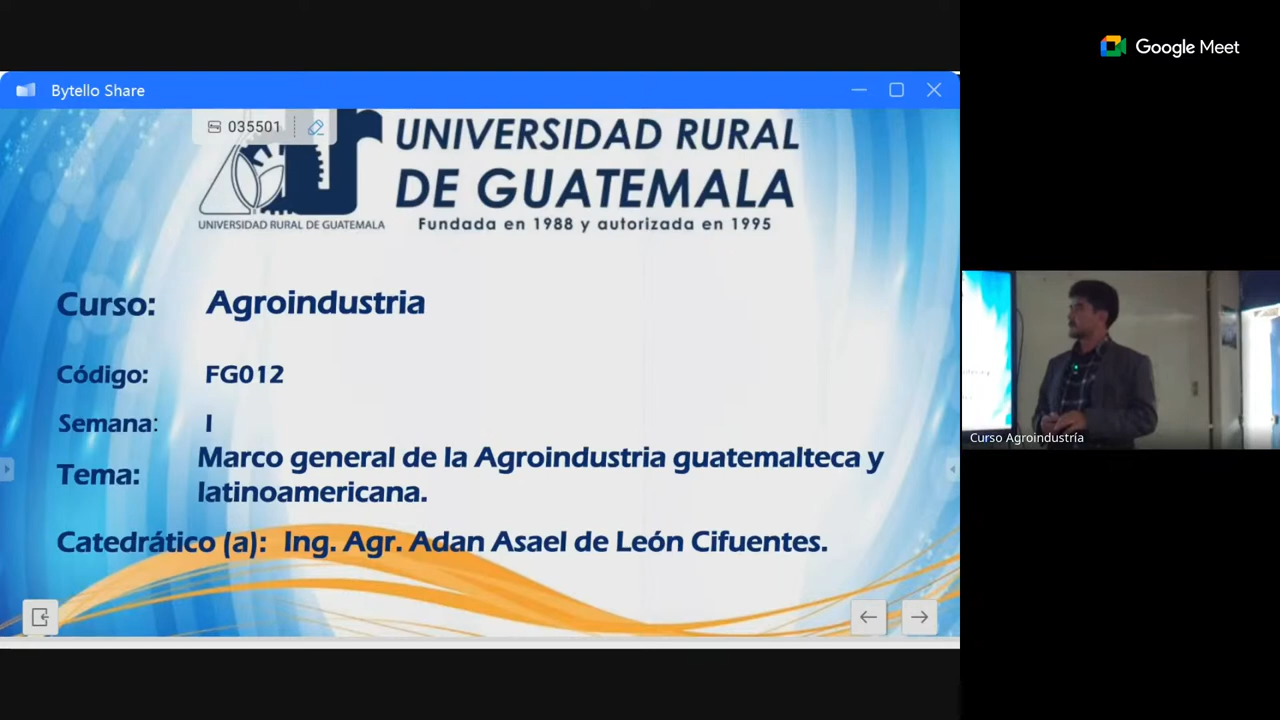 Google Meet
Bytello Share
035501
UNIVERSIDAD RURAL
DE GUATEMALA
UNIVERSIDAD RURAL DE GUATEMALA
Fundada en 1988 y autorizada en 1995
Curso: Agroindustria
Código: FG012
Semana: I
Tema: Marco general de la Agroindustria guatemalteca y
latinoamericana.
Catedrático (a): Ing. Agr. Adan Asael de León Cifuentes.
Curso Agroindustría